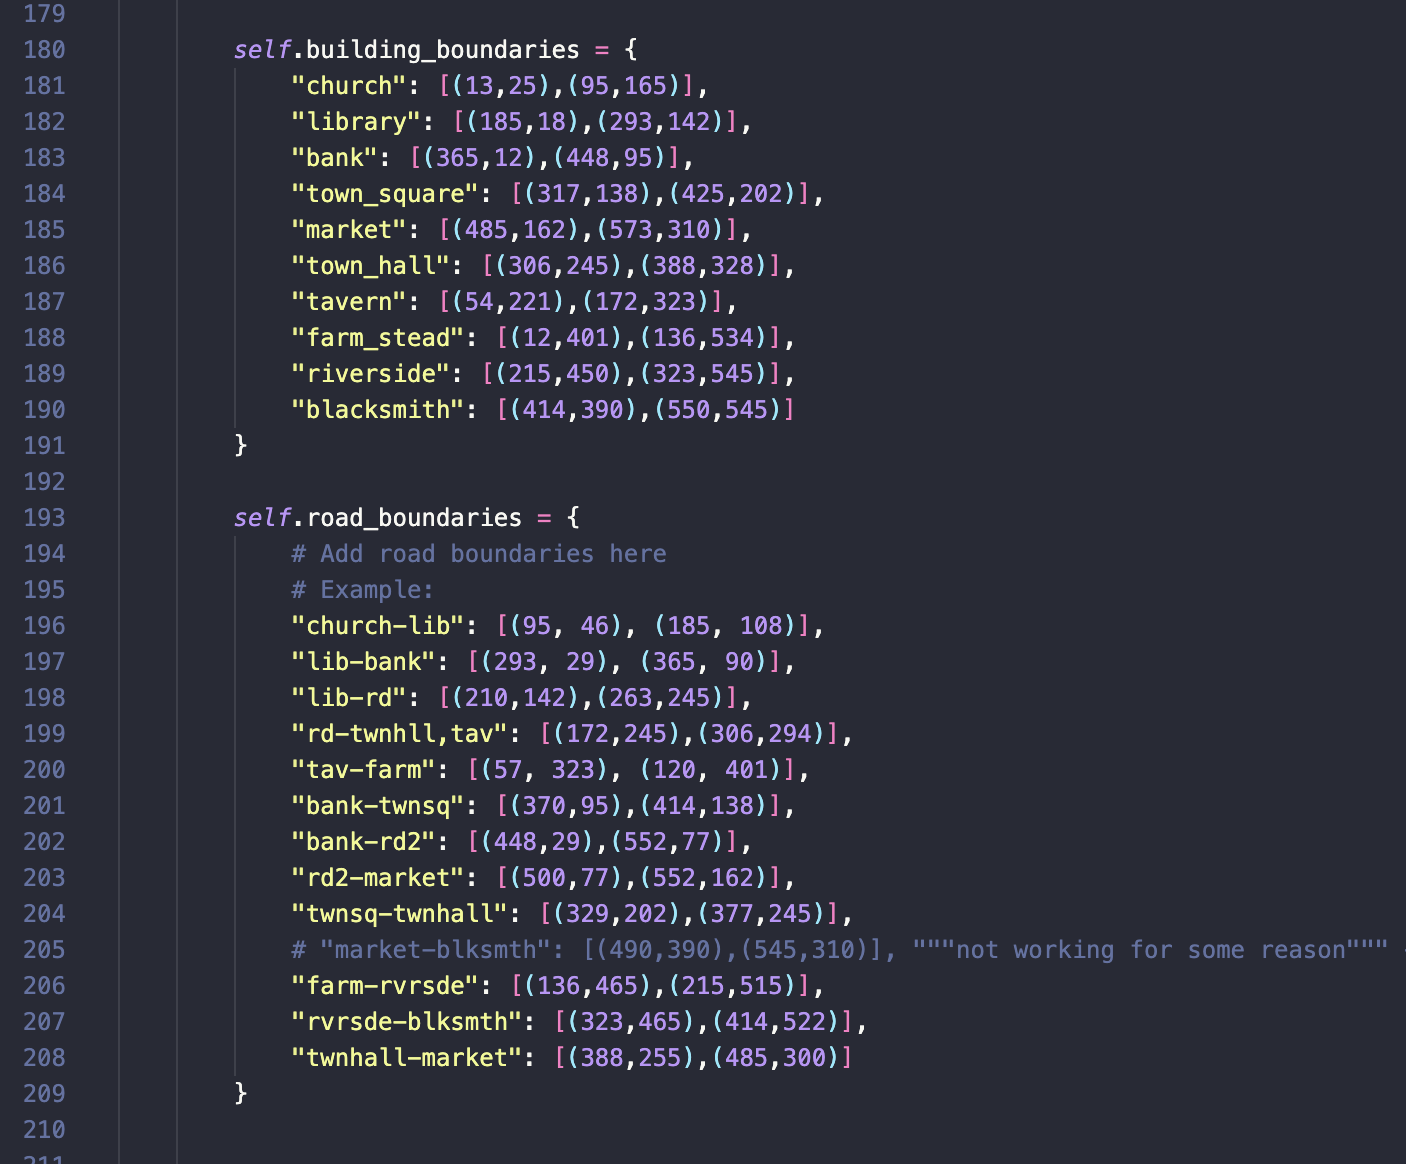 179
180 self.building_boundaries = {
181 "church": [(13,25),(95,165)],
182 "library": [(185,18),(293,142)],
183 "bank": [(365,12),(448,95)],
184 "town_square": [(317,138),(425,202)],
185 "market": [(485,162),(573,310)],
186 "town_hall": [(306,245),(388,328)],
187 "tavern": [(54,221),(172,323)],
188 "farm_stead": [(12,401),(136,534)],
189 "riverside": [(215,450),(323,545)],
190 "blacksmith": [(414,390),(550,545)]
191 }
192
193 self.road_boundaries = {
194 # Add road boundaries here
195 # Example:
196 "church-lib": [(95, 46), (185, 108)],
197 "lib-bank": [(293, 29), (365, 90)],
198 "lib-rd": [(210,142),(263,245)],
199 "rd-twnhll,tav": [(172,245),(306,294)],
200 "tav-farm": [(57, 323), (120, 401)],
201 "bank-twnsq": [(370,95),(414,138)],
202 "bank-rd2": [(448,29),(552,77)],
203 "rd2-market": [(500,77),(552,162)],
204 "twnsq-twnhall": [(329,202),(377,245)],
205 # "market-blksmth": [(490,390),(545,310)], """not working for some reason"""
206 "farm-rvrsde": [(136,465),(215,515)],
207 "rvrsde-blksmth": [(323,465),(414,522)],
208 "twnhall-market": [(388,255),(485,300)]
209 }
210
211